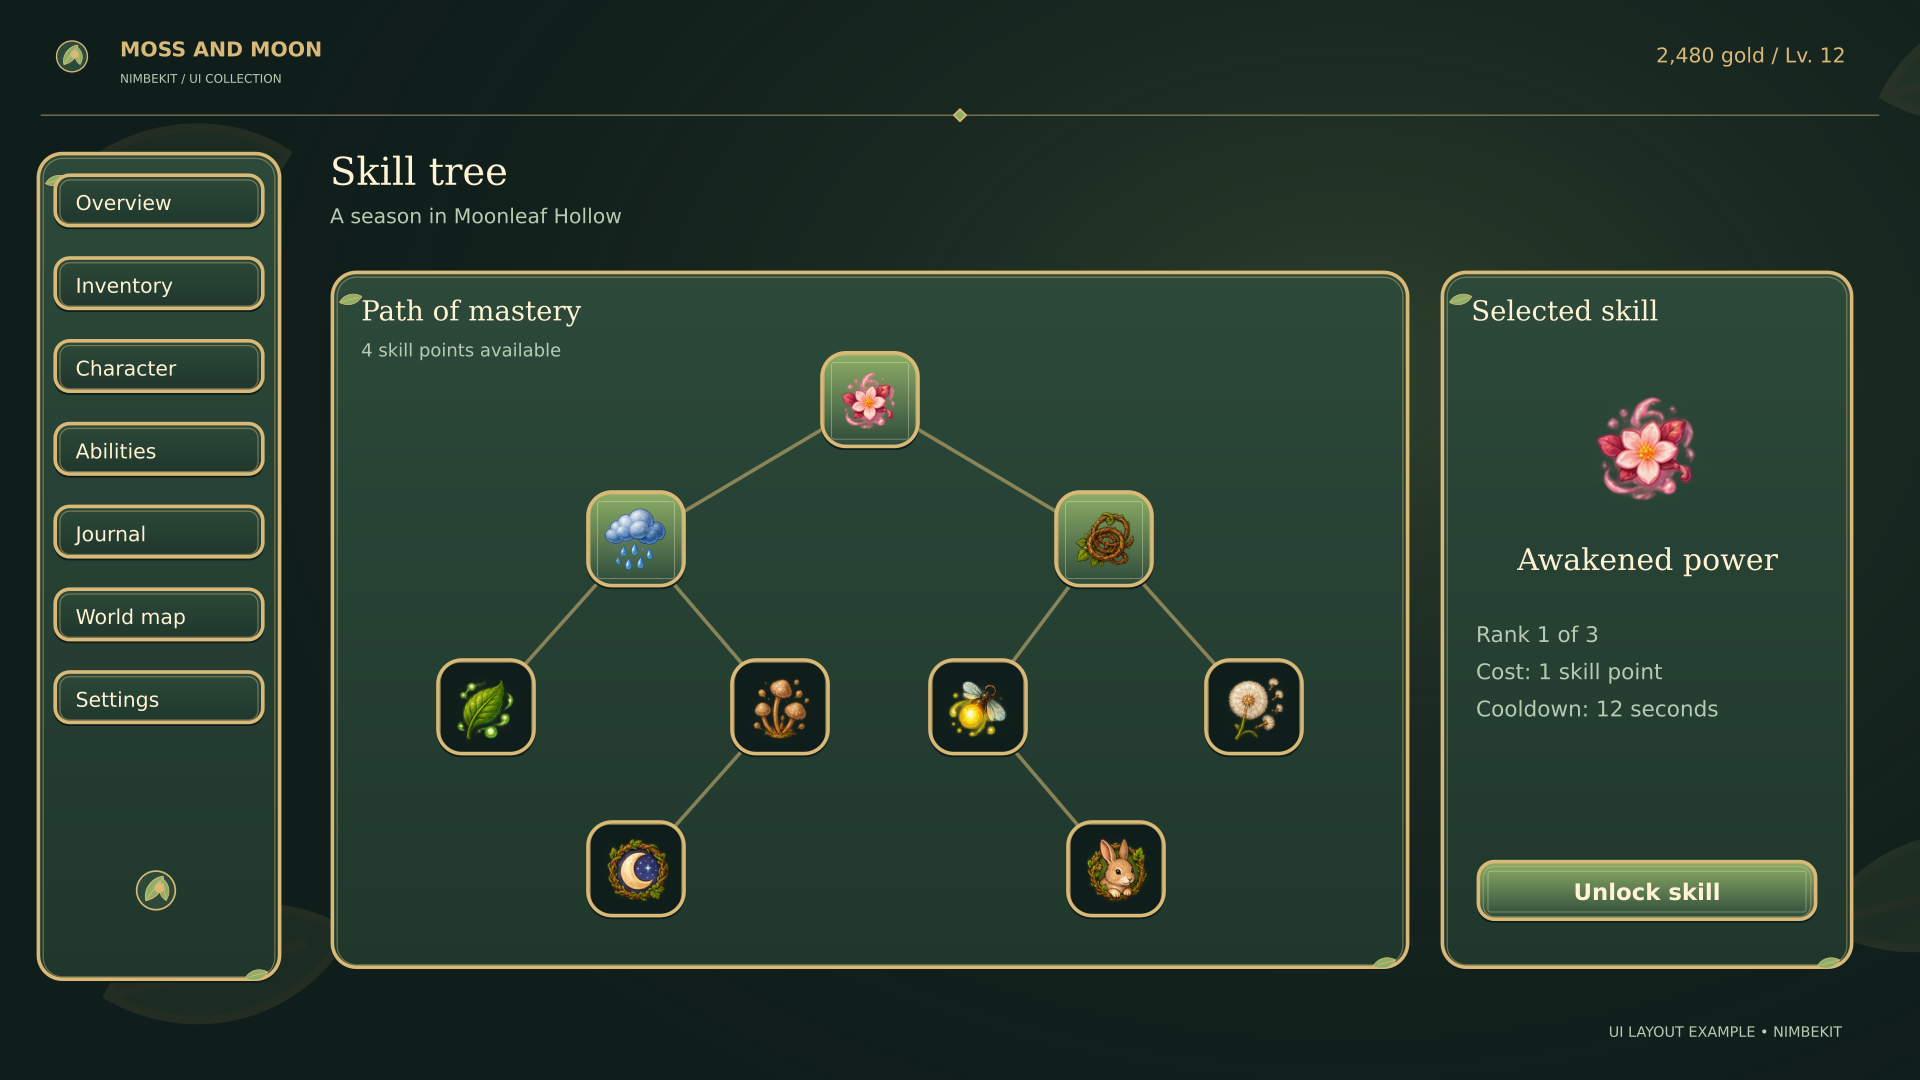 MOSS AND MOON
NIMBEKIT / UI COLLECTION
2,480 gold / Lv. 12
Overview
Inventory
Character
Abilities
Journal
World map
Settings
Skill tree
A season in Moonleaf Hollow
Path of mastery
4 skill points available
Selected skill
Awakened power
Rank 1 of 3
Cost: 1 skill point
Cooldown: 12 seconds
Unlock skill
UI LAYOUT EXAMPLE • NIMBEKIT